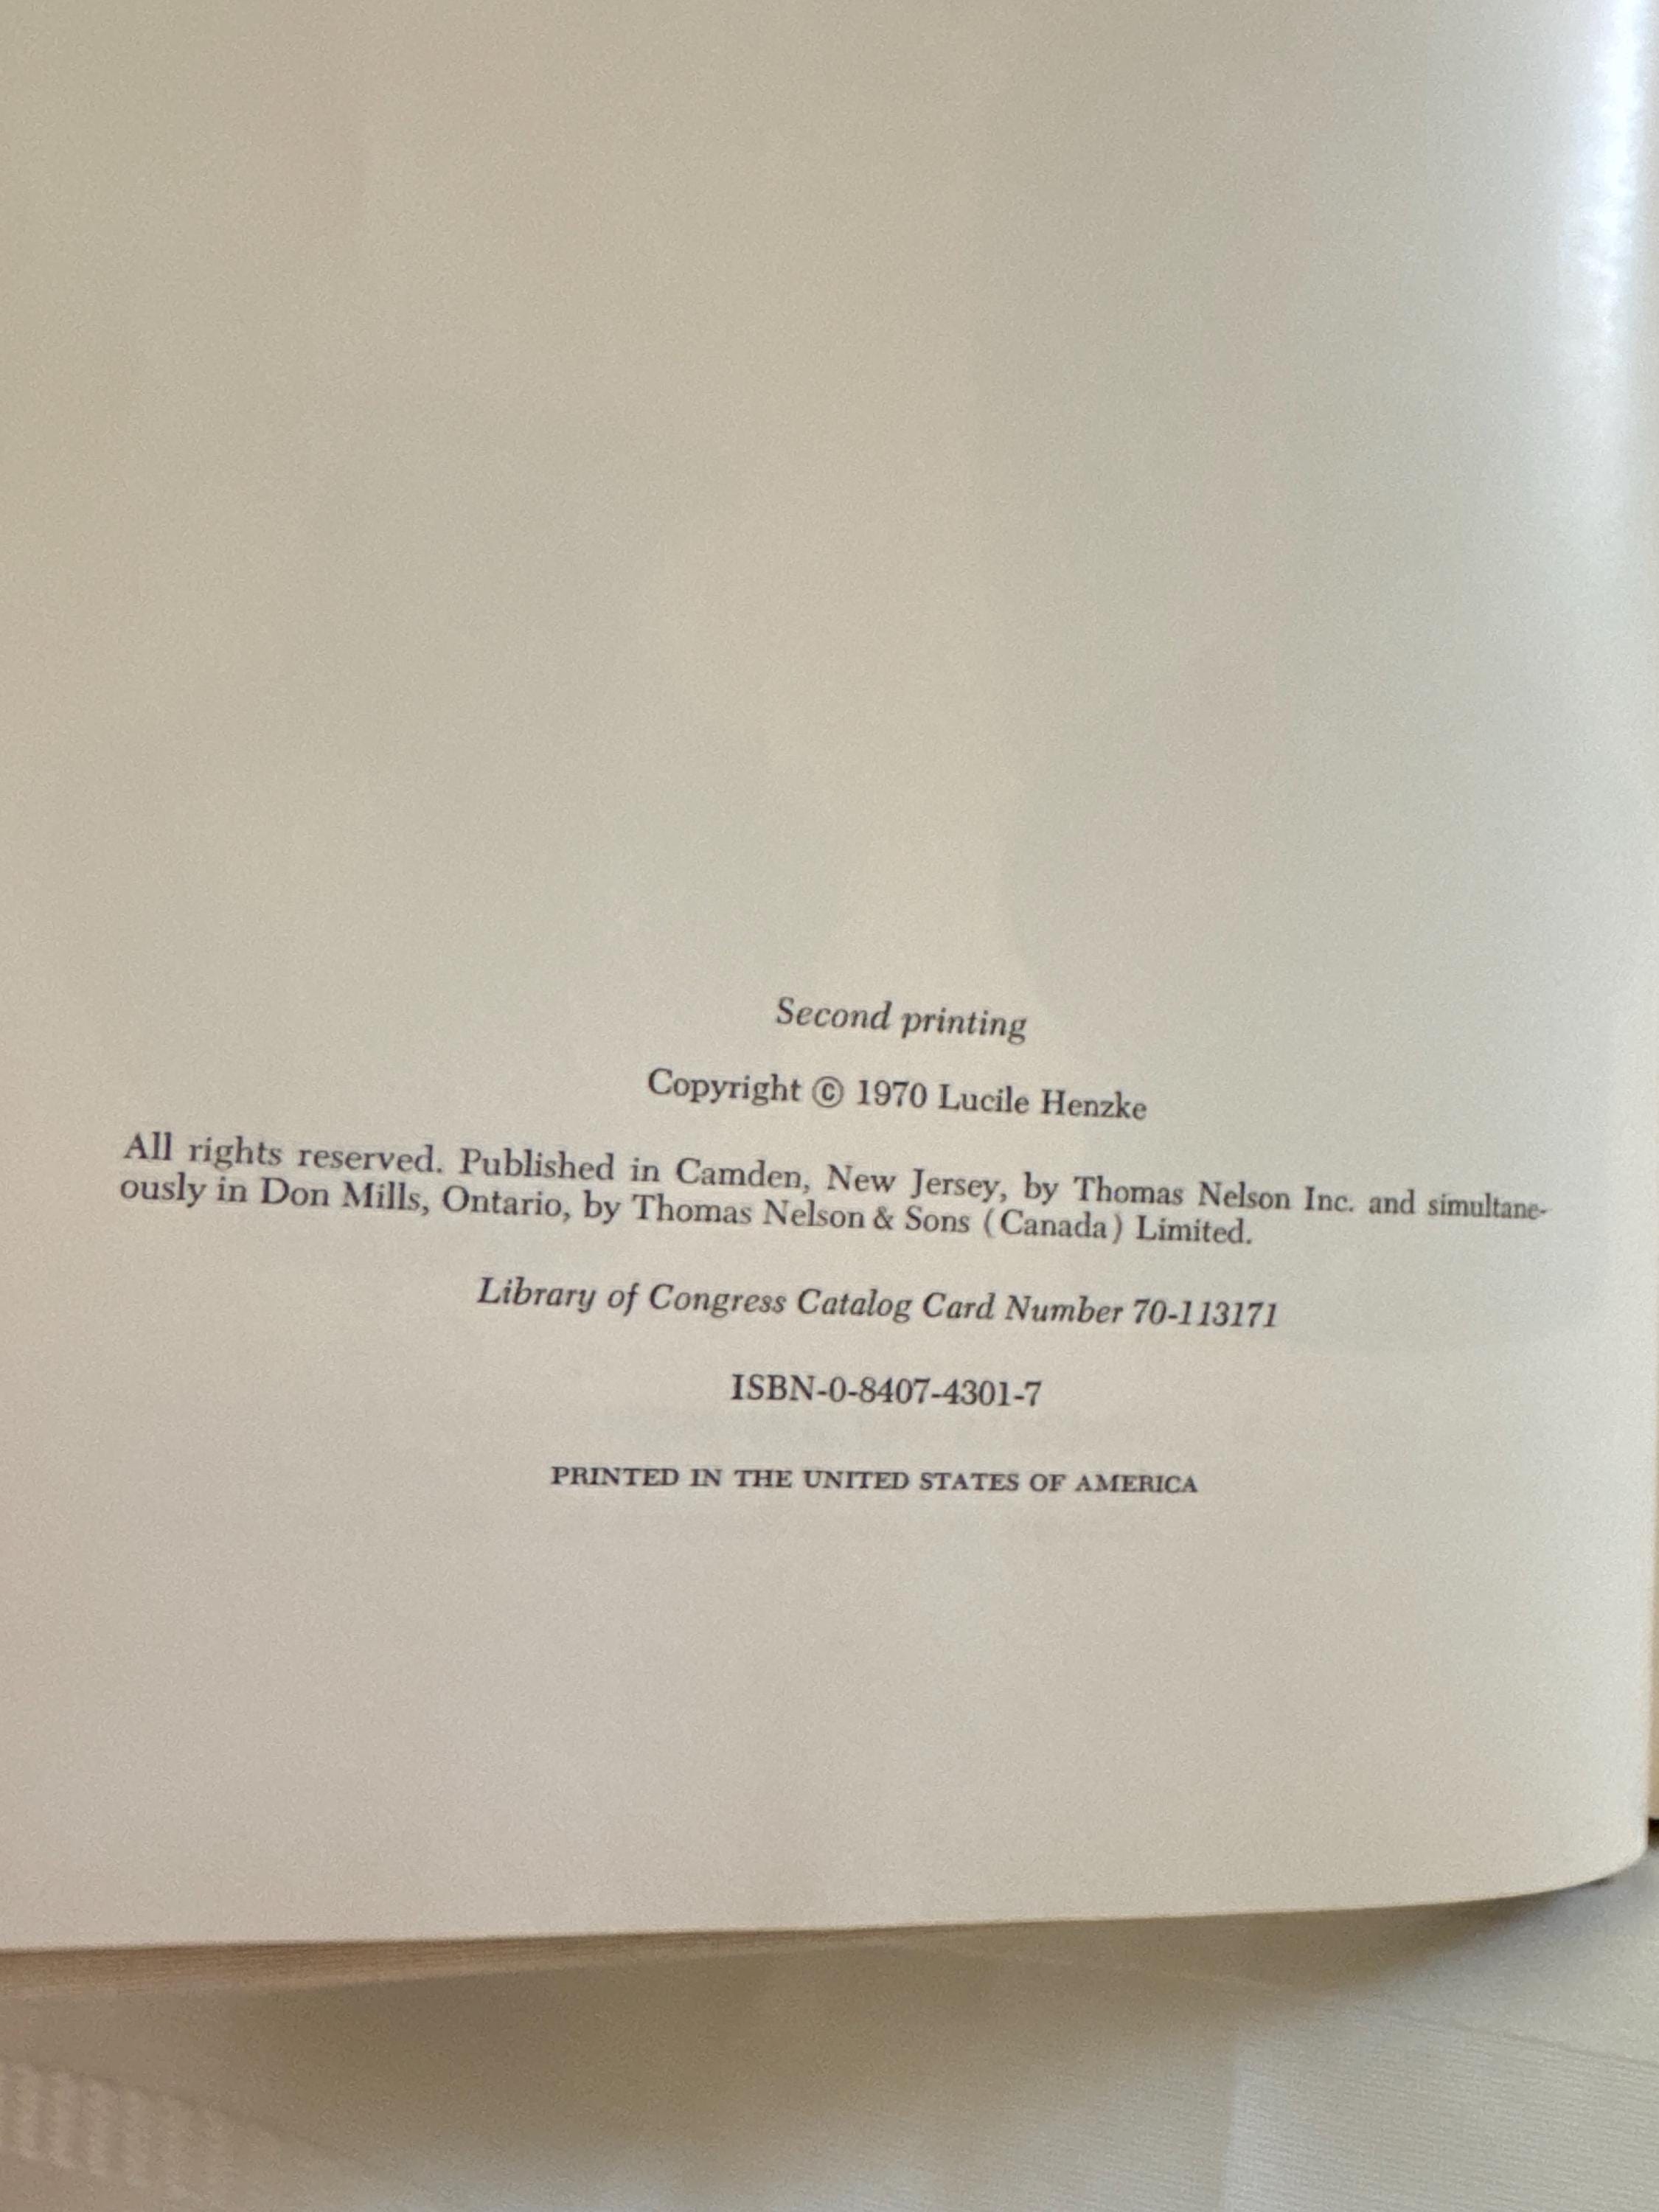 Second printing
Copyright © 1970 Lucile Henzke
All rights reserved. Published in Camden, New Jersey, by Thomas Nelson Inc. and simultane-
ously in Don Mills, Ontario, by Thomas Nelson & Sons (Canada) Limited.
Library of Congress Catalog Card Number 70-113171
ISBN-0-8407-4301-7
PRINTED IN THE UNITED STATES OF AMERICA